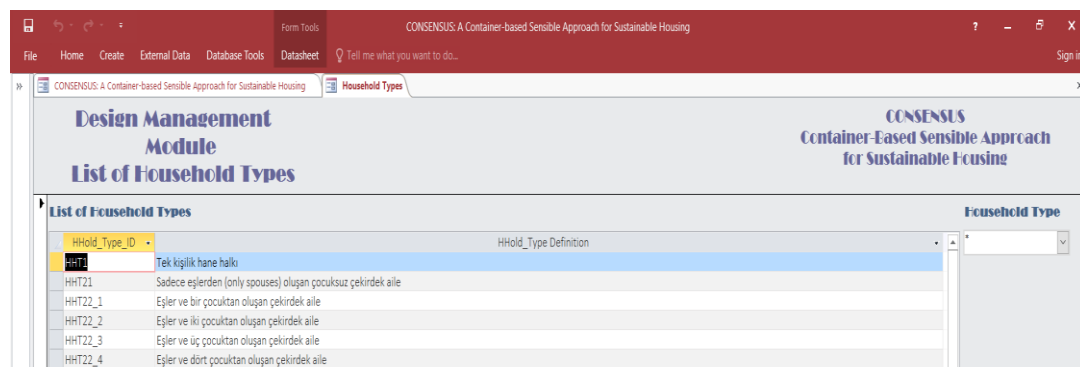 Form Tools
CONSENSUS: A Container-based Sensible Approach for Sustainable Housing
? – X
File Home Create External Data Database Tools Datasheet Tell me what you want to do...
Sign in
» CONSENSUS: A Container-based Sensible Approach for Sustainable Housing Household Types
Design Management
Module
List of Household Types
CONSENSUS
Container-Based Sensible Approach
for Sustainable Housing
List of Household Types
Household Type
HHold_Type_ID HHold_Type Definition
*
HHT1 Tek kişilik hane halkı
HHT21 Sadece eşlerden (only spouses) oluşan çocuksuz çekirdek aile
HHT22_1 Eşler ve bir çocuktan oluşan çekirdek aile
HHT22_2 Eşler ve iki çocuktan oluşan çekirdek aile
HHT22_3 Eşler ve üç çocuktan oluşan çekirdek aile
HHT22_4 Eşler ve dört çocuktan oluşan çekirdek aile